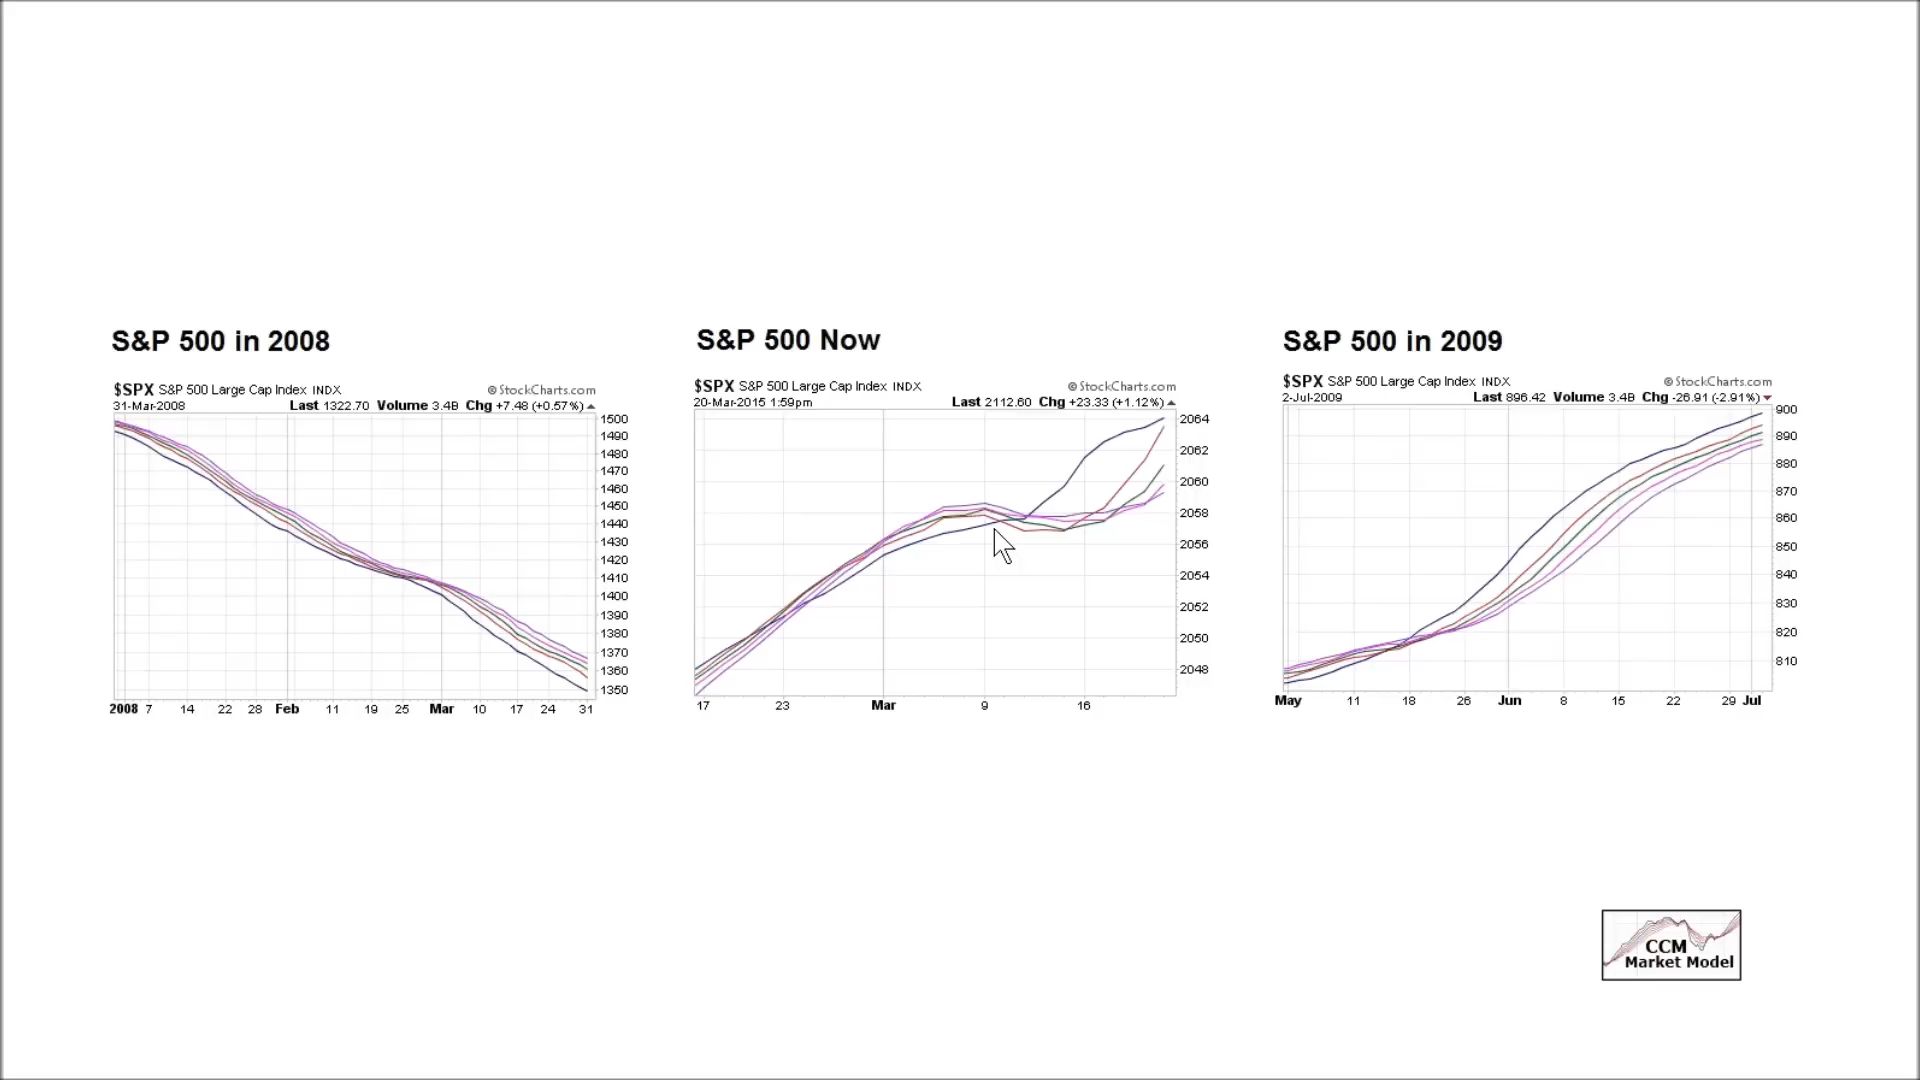 S&P 500 in 2008
$SPX S&P 500 Large Cap Index INDX © StockCharts.com
31-Mar-2008 Last 1322.70 Volume 3.4B Chg +7.48 (+0.57%)
1500
1490
1480
1470
1460
1450
1440
1430
1420
1410
1400
1390
1380
1370
1360
1350
2008 7 14 22 28 Feb 11 19 25 Mar 10 17 24 31
S&P 500 Now
$SPX S&P 500 Large Cap Index INDX © StockCharts.com
20-Mar-2015 1:59pm Last 2112.60 Chg +23.33 (+1.12%)
2064
2062
2060
2058
2056
2054
2052
2050
2048
17 23 Mar 9 16
S&P 500 in 2009
$SPX S&P 500 Large Cap Index INDX © StockCharts.com
2-Jul-2009 Last 896.42 Volume 3.4B Chg -26.91 (-2.91%)
900
890
880
870
860
850
840
830
820
810
May 11 18 26 Jun 8 15 22 29 Jul
CCM
Market Model